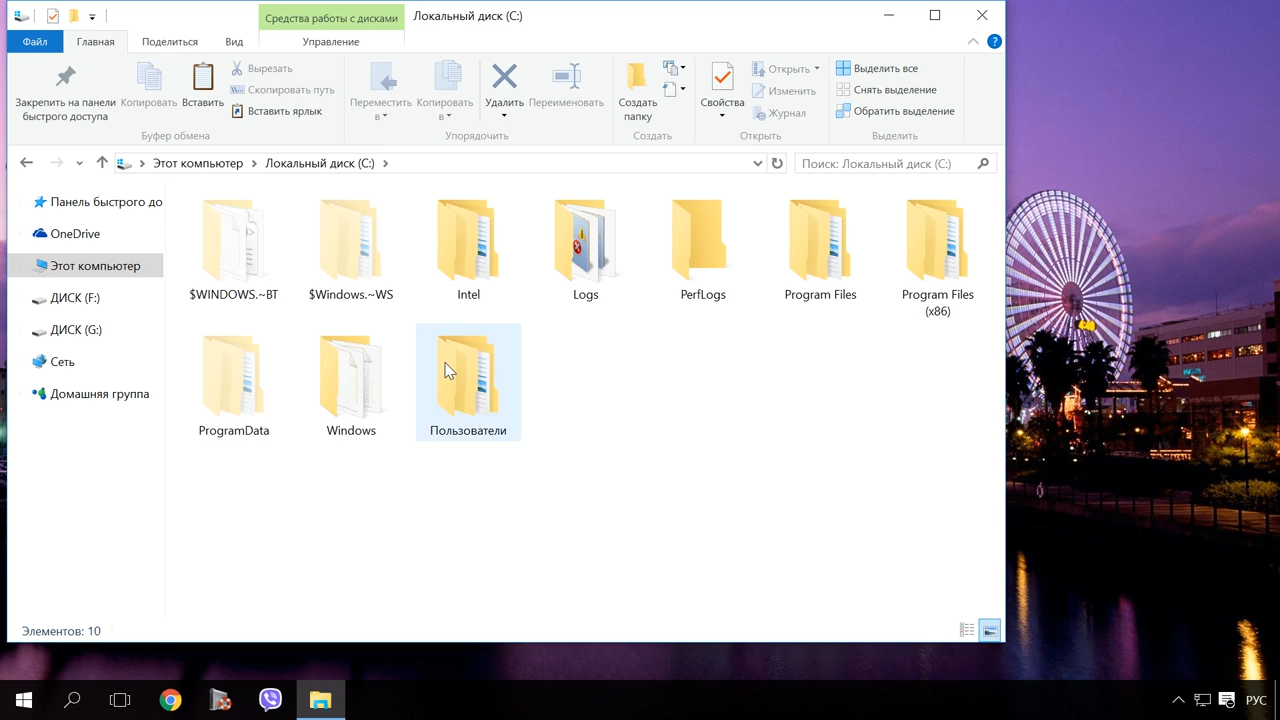 Средства работы с дисками
Локальный диск (C:)
Файл
Главная
Поделиться
Вид
Управление
Закрепить на панели
быстрого доступа
Копировать
Вставить
Вырезать
Скопировать путь
Вставить ярлык
Буфер обмена
Переместить
в
Копировать
в
Удалить
Переименовать
Упорядочить
Создать
папку
Создать
Свойства
Открыть
Изменить
Журнал
Открыть
Выделить все
Снять выделение
Обратить выделение
Выделить
Этот компьютер
Локальный диск (C:)
Поиск: Локальный диск (C:)
Панель быстрого до
OneDrive
Этот компьютер
ДИСК (F:)
ДИСК (G:)
Сеть
Домашняя группа
$WINDOWS.~BT
$Windows.~WS
Intel
Logs
PerfLogs
Program Files
Program Files
(x86)
ProgramData
Windows
Пользователи
Элементов: 10
РУС